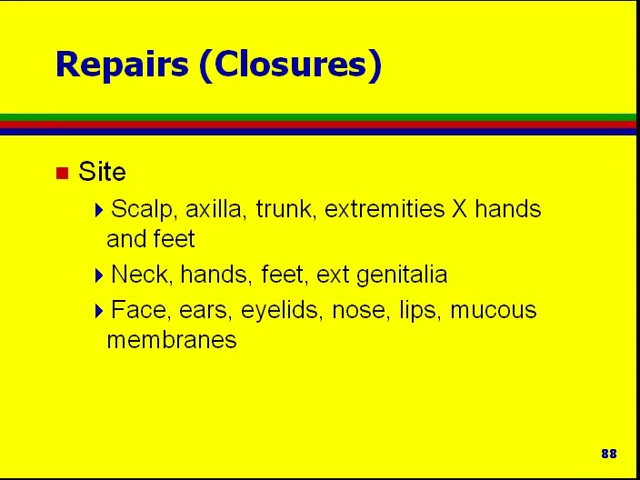 Repairs (Closures)
Site
Scalp, axilla, trunk, extremities X hands
and feet
Neck, hands, feet, ext genitalia
Face, ears, eyelids, nose, lips, mucous
membranes
88